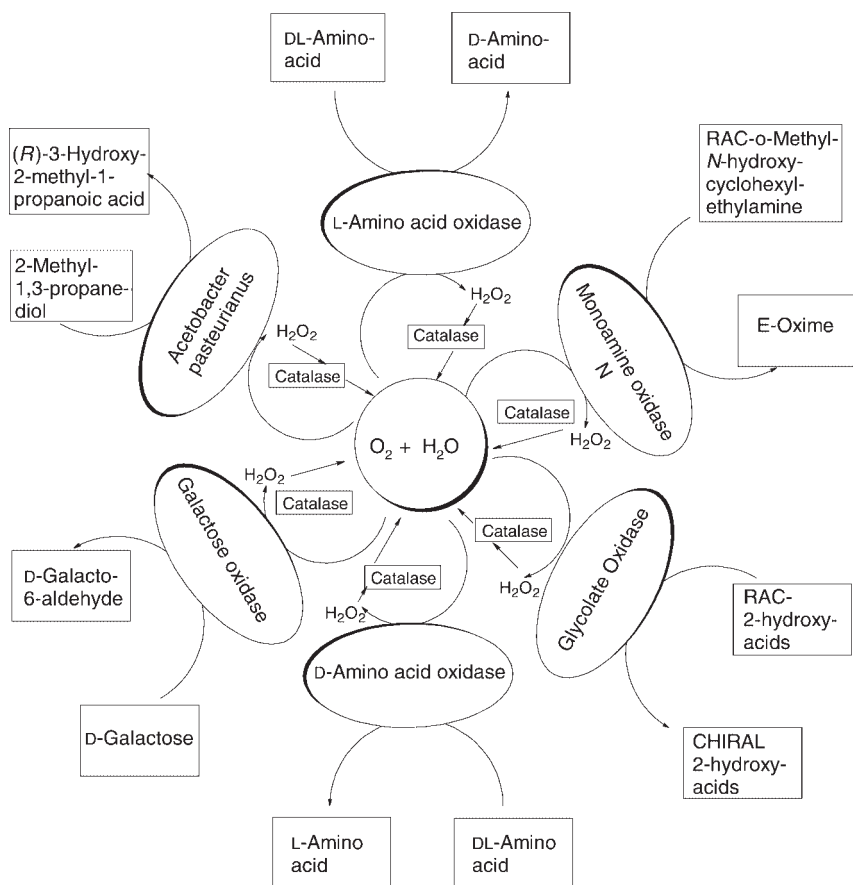 DL-Amino-
acid
D-Amino-
acid
(R)-3-Hydroxy-
2-methyl-1-
propanoic acid
RAC-o-Methyl-
N-hydroxy-
cyclohexyl-
ethylamine
L-Amino acid oxidase
2-Methyl-
1,3-propane-
diol
Acetobacter
pasteurianus
H₂O₂
Catalase
H₂O₂
Catalase
Monoamine oxidase
N
E-Oxime
Catalase
H₂O₂
O₂ + H₂O
H₂O₂
Catalase
Galactose oxidase
Catalase
H₂O₂
Glycolate Oxidase
Catalase
H₂O₂
D-Galacto-
6-aldehyde
RAC-
2-hydroxy-
acids
D-Amino acid oxidase
D-Galactose
CHIRAL
2-hydroxy-
acids
L-Amino
acid
DL-Amino
acid